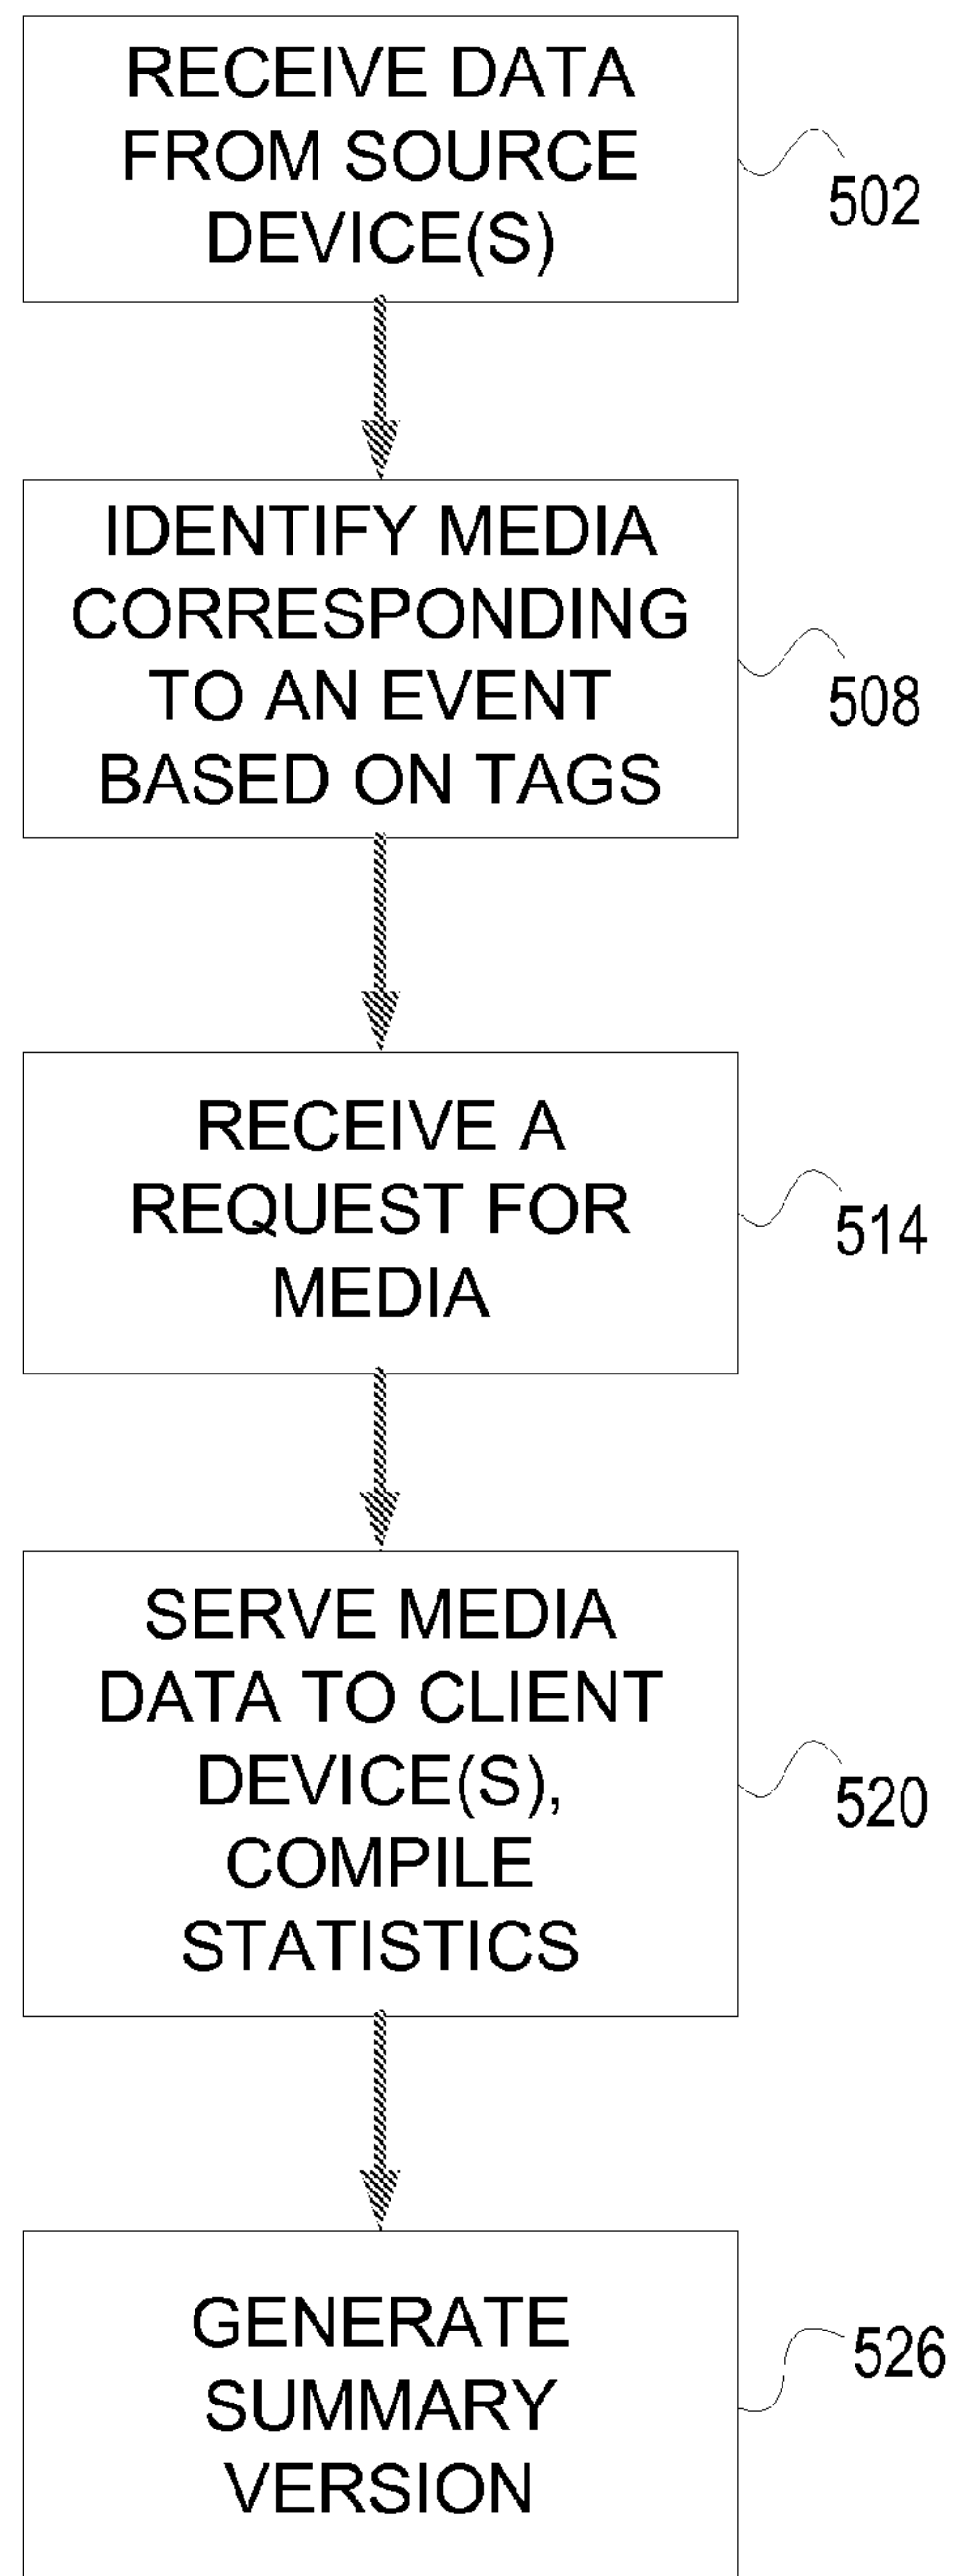 RECEIVE DATA
FROM SOURCE
DEVICE(S)
502
IDENTIFY MEDIA
CORRESPONDING
TO AN EVENT
BASED ON TAGS
508
RECEIVE A
REQUEST FOR
MEDIA
514
SERVE MEDIA
DATA TO CLIENT
DEVICE(S),
COMPILE
STATISTICS
520
GENERATE
SUMMARY
VERSION
526